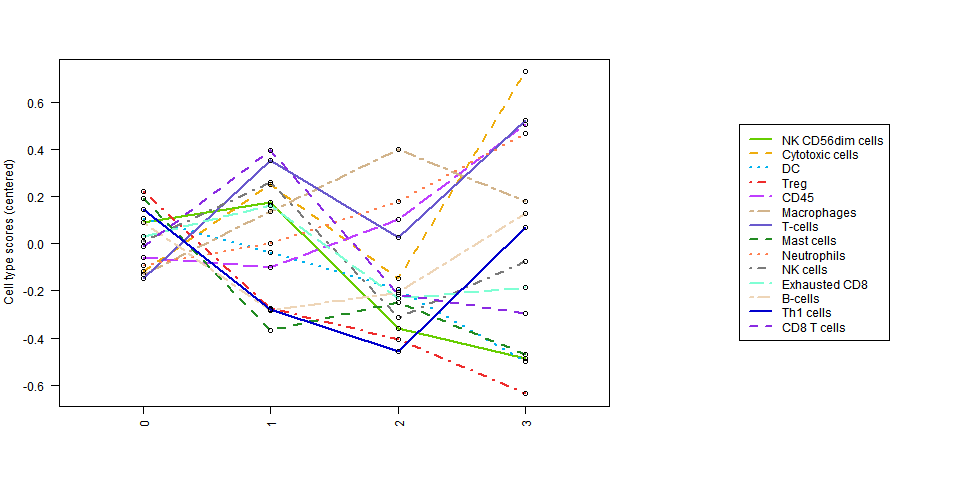 Cell type scores (centered)
0.6
0.4
0.2
0.0
-0.2
-0.4
-0.6
0
1
2
3
NK CD56dim cells
Cytotoxic cells
DC
Treg
CD45
Macrophages
T-cells
Mast cells
Neutrophils
NK cells
Exhausted CD8
B-cells
Th1 cells
CD8 T cells